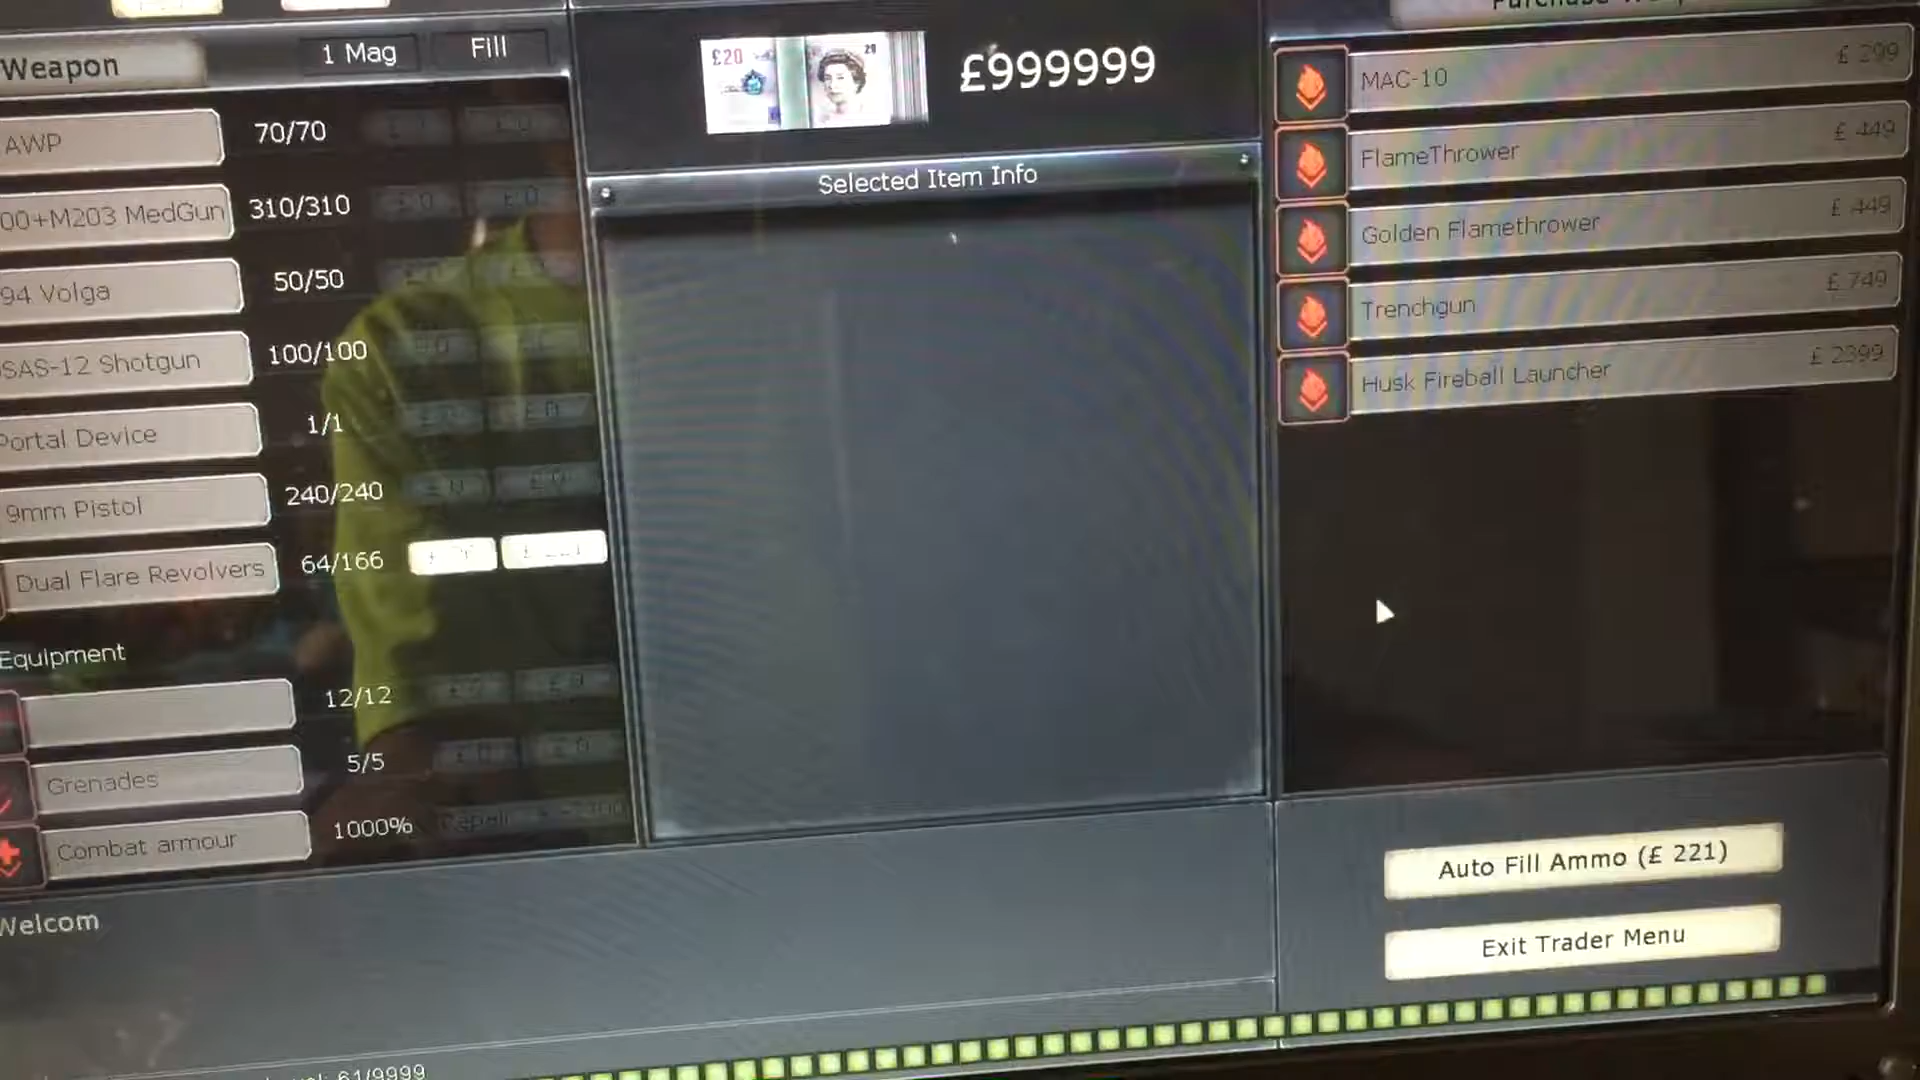 Weapon
1 Mag
Fill
AWP
70/70
00+M203 MedGun
310/310
94 Volga
50/50
SAS-12 Shotgun
100/100
Portal Device
1/1
9mm Pistol
240/240
Dual Flare Revolvers
64/166
Equipment
12/12
Grenades
5/5
Combat armour
1000%
Welcom
61/9999
£20
20
£999999
Selected Item Info
MAC-10
£ 299
FlameThrower
£ 449
Golden Flamethrower
£ 449
Trenchgun
£ 749
Husk Fireball Launcher
£ 2399
Auto Fill Ammo (£ 221)
Exit Trader Menu